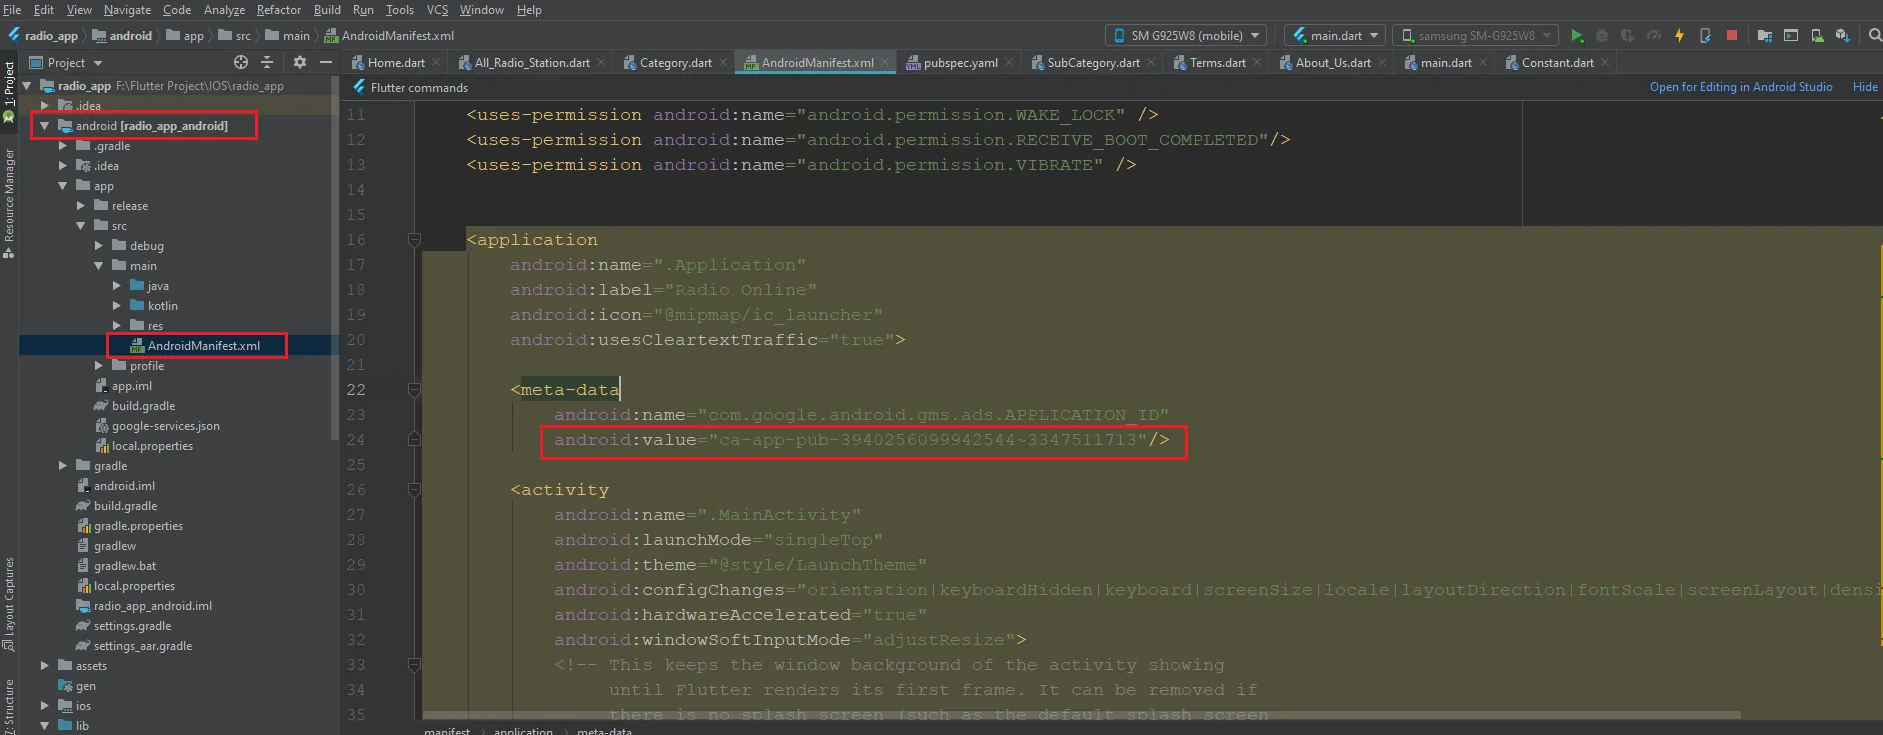 File Edit View Navigate Code Analyze Refactor Build Run Tools VCS Window Help
radio_app android app src main AndroidManifest.xml SM G925W8 (mobile) main.dart samsung SM-G925W8
Project Home.dart All_Radio_Station.dart Category.dart AndroidManifest.xml pubspec.yaml SubCategory.dart Terms.dart About_Us.dart main.dart Constant.dart
1: Project
Resource Manager
Layout Captures
7: Structure
radio_app F:\Flutter Project\IOS\radio_app
.idea
android [radio_app_android]
.gradle
.idea
app
release
src
debug
main
java
kotlin
res
AndroidManifest.xml
profile
app.iml
build.gradle
google-services.json
local.properties
gradle
android.iml
build.gradle
gradle.properties
gradlew
gradlew.bat
local.properties
radio_app_android.iml
settings.gradle
settings_aar.gradle
assets
gen
ios
lib
Flutter commands Open for Editing in Android Studio Hide
11 <uses-permission android:name="android.permission.WAKE_LOCK" />
12 <uses-permission android:name="android.permission.RECEIVE_BOOT_COMPLETED"/>
13 <uses-permission android:name="android.permission.VIBRATE" />
14
15
16 <application
17 android:name=".Application"
18 android:label="Radio Online"
19 android:icon="@mipmap/ic_launcher"
20 android:usesCleartextTraffic="true">
21
22 <meta-data
23 android:name="com.google.android.gms.ads.APPLICATION_ID"
24 android:value="ca-app-pub-3940256099942544~3347511713"/>
25
26 <activity
27 android:name=".MainActivity"
28 android:launchMode="singleTop"
29 android:theme="@style/LaunchTheme"
30 android:configChanges="orientation|keyboardHidden|keyboard|screenSize|locale|layoutDirection|fontScale|screenLayout|densi
31 android:hardwareAccelerated="true"
32 android:windowSoftInputMode="adjustResize">
33 <!-- This keeps the window background of the activity showing
34 until Flutter renders its first frame. It can be removed if
35 there is no splash screen (such as the default splash screen
manifest application meta-data